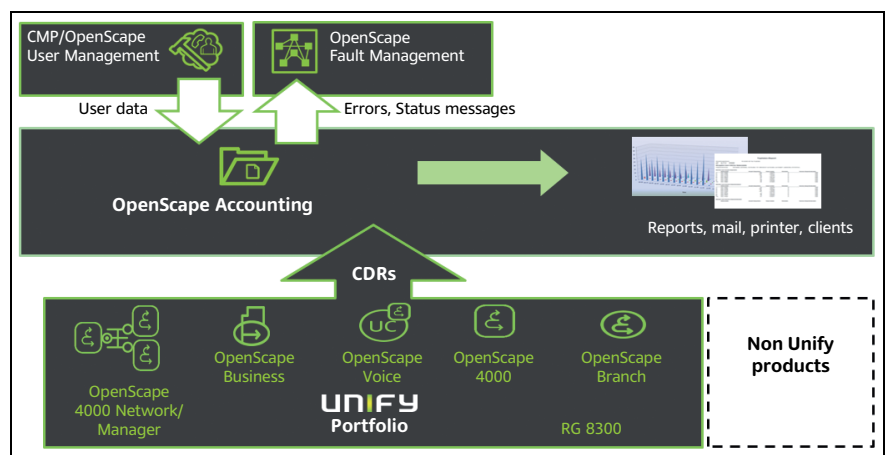 CMP/OpenScape
User Management
OpenScape
Fault Management
User data
Errors, Status messages
OpenScape Accounting
Reports, mail, printer, clients
CDRs
OpenScape
4000 Network/
Manager
OpenScape
Business
UC
OpenScape
Voice
OpenScape
4000
OpenScape
Branch
UNIFY
Portfolio
RG 8300
Non Unify
products